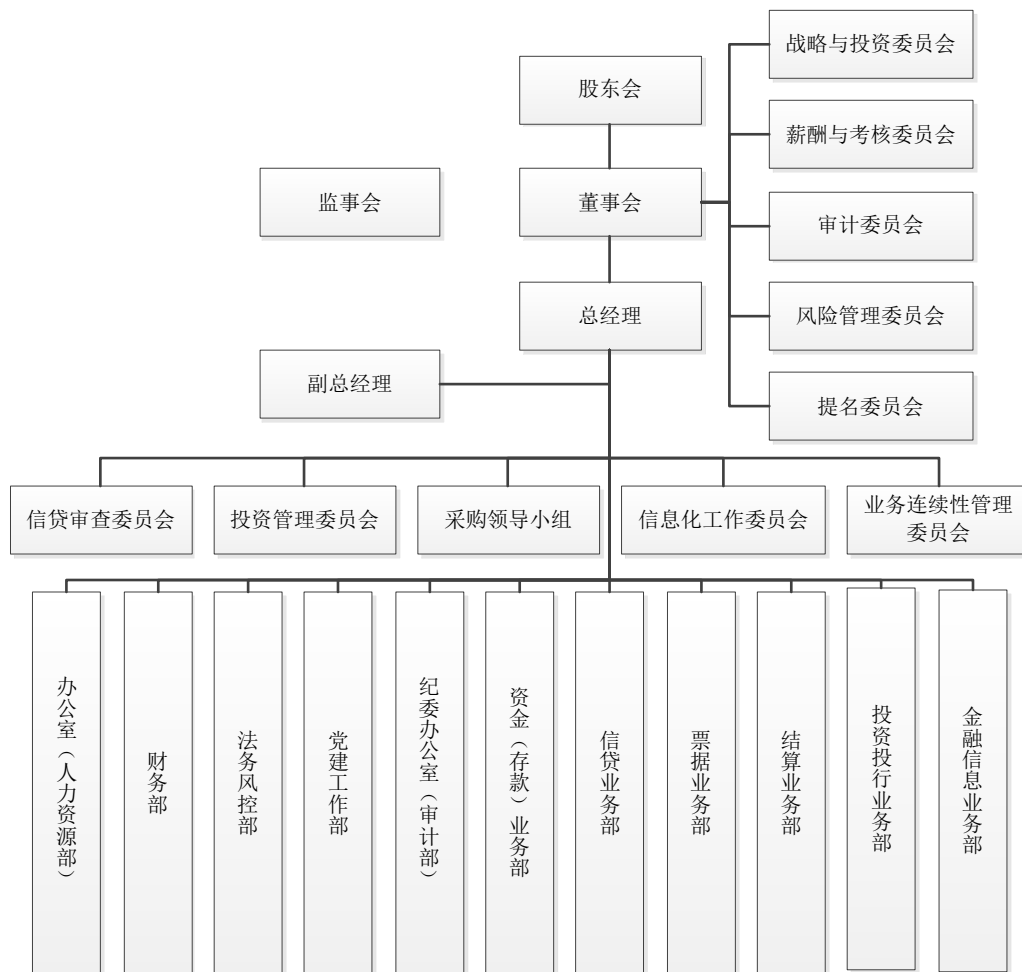 战略与投资委员会
股东会
薪酬与考核委员会
监事会
董事会
审计委员会
总经理
风险管理委员会
副总经理
提名委员会
信贷审查委员会
投资管理委员会
采购领导小组
信息化工作委员会
业务连续性管理
委员会
办公室（人力资源部）
财务部
法务风控部
党建工作部
纪委办公室（审计部）
资金（存款）业务部
信贷业务部
票据业务部
结算业务部
投资投行业务部
金融信息业务部